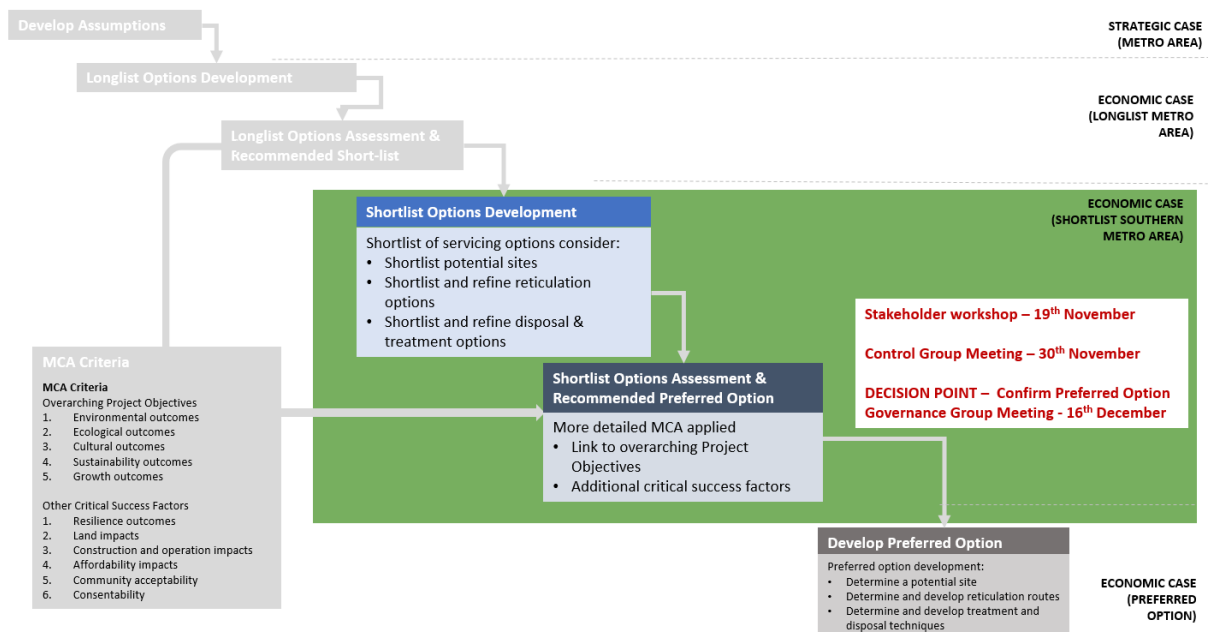 Develop Assumptions
STRATEGIC CASE
(METRO AREA)
Longlist Options Development
ECONOMIC CASE
(LONGLIST METRO
AREA)
Longlist Options Assessment &
Recommended Short-list
ECONOMIC CASE
(SHORTLIST SOUTHERN
METRO AREA)
Shortlist Options Development
Shortlist of servicing options consider:
• Shortlist potential sites
• Shortlist and refine reticulation
options
• Shortlist and refine disposal &
treatment options
Stakeholder workshop – 19th November
Control Group Meeting – 30th November
DECISION POINT – Confirm Preferred Option
Governance Group Meeting - 16th December
MCA Criteria
MCA Criteria
Overarching Project Objectives
1. Environmental outcomes
2. Ecological outcomes
3. Cultural outcomes
4. Sustainability outcomes
5. Growth outcomes
Other Critical Success Factors
1. Resilience outcomes
2. Land impacts
3. Construction and operation impacts
4. Affordability impacts
5. Community acceptability
6. Consentability
Shortlist Options Assessment &
Recommended Preferred Option
More detailed MCA applied
• Link to overarching Project
Objectives
• Additional critical success factors
Develop Preferred Option
Preferred option development:
• Determine a potential site
• Determine and develop reticulation routes
• Determine and develop treatment and
disposal techniques
ECONOMIC CASE
(PREFERRED
OPTION)